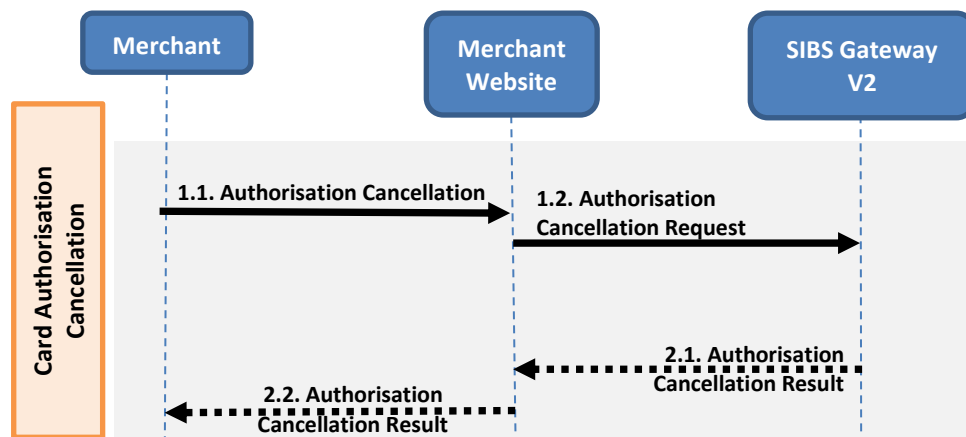 Merchant
Merchant
Website
SIBS Gateway
V2
Card Authorisation
Cancellation
1.1. Authorisation Cancellation
1.2. Authorisation
Cancellation Request
2.1. Authorisation
Cancellation Result
2.2. Authorisation
Cancellation Result